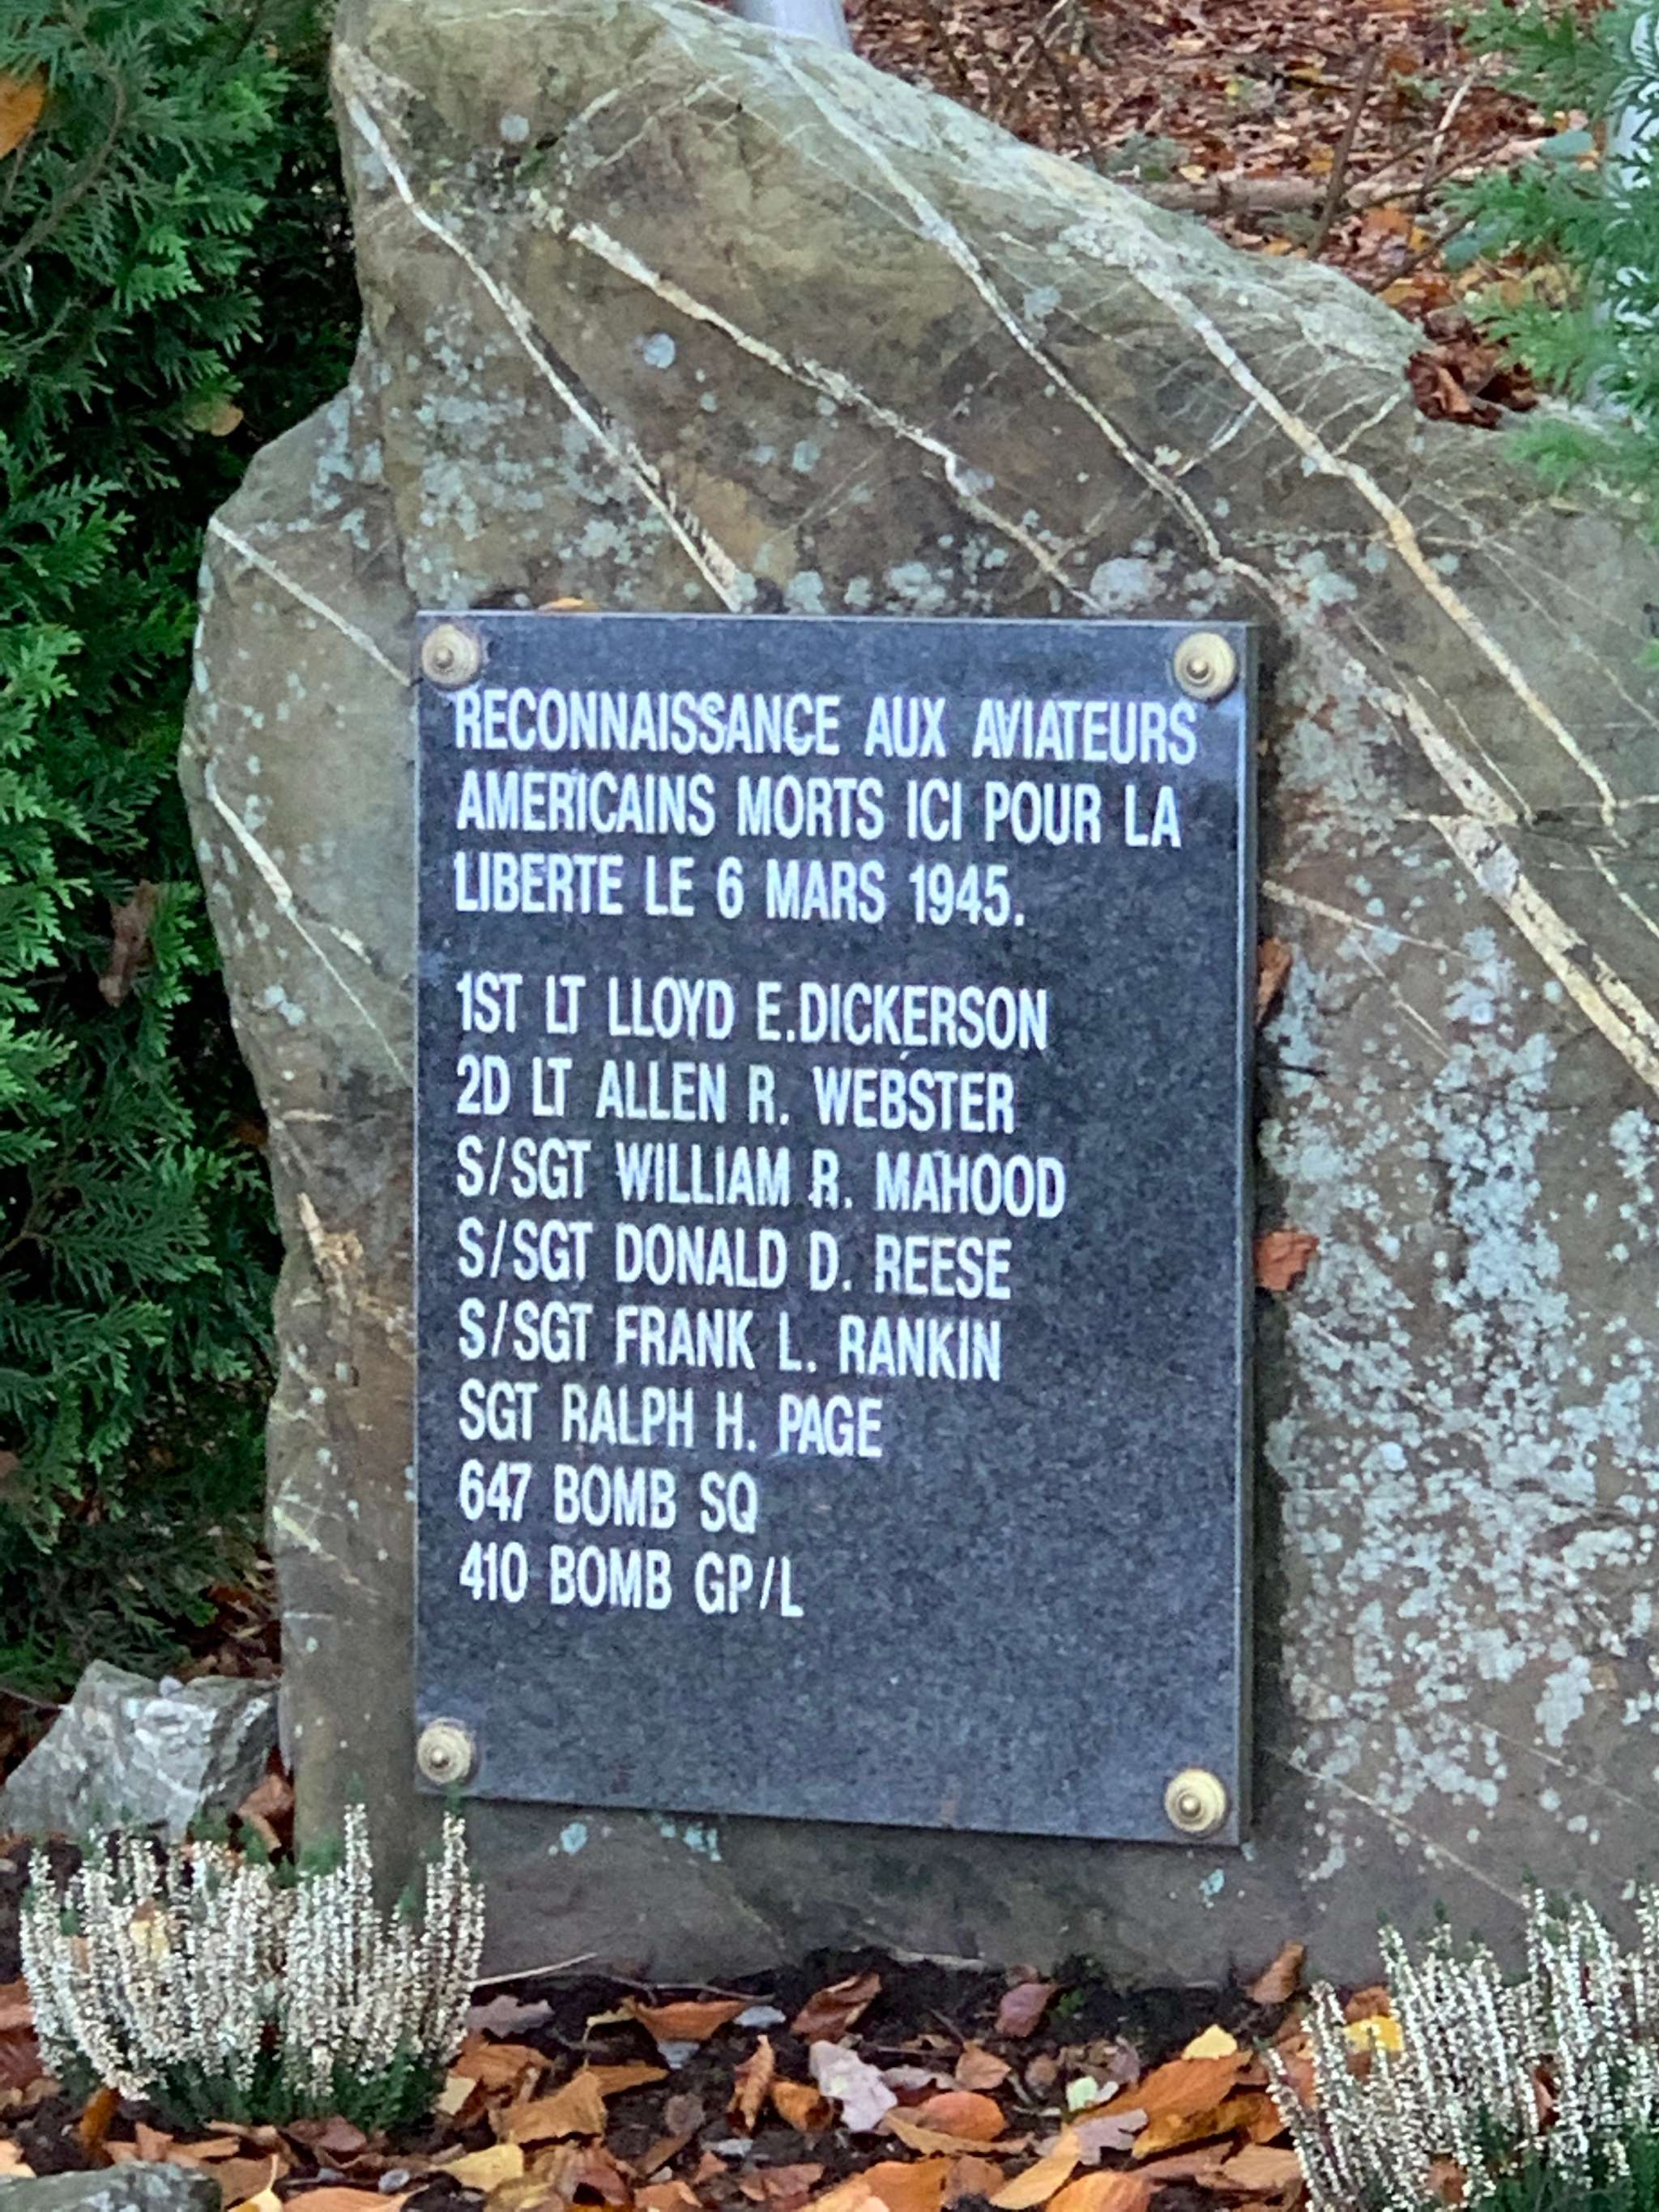 RECONNAISSANCE AUX AVIATEURS
AMERICAINS MORTS ICI POUR LA
LIBERTE LE 6 MARS 1945.
1ST LT LLOYD E.DICKERSON
2D LT ALLEN R. WEBSTER
S/SGT WILLIAM R. MAHOOD
S/SGT DONALD D. REESE
S/SGT FRANK L. RANKIN
SGT RALPH H. PAGE
647 BOMB SQ
410 BOMB GP/L